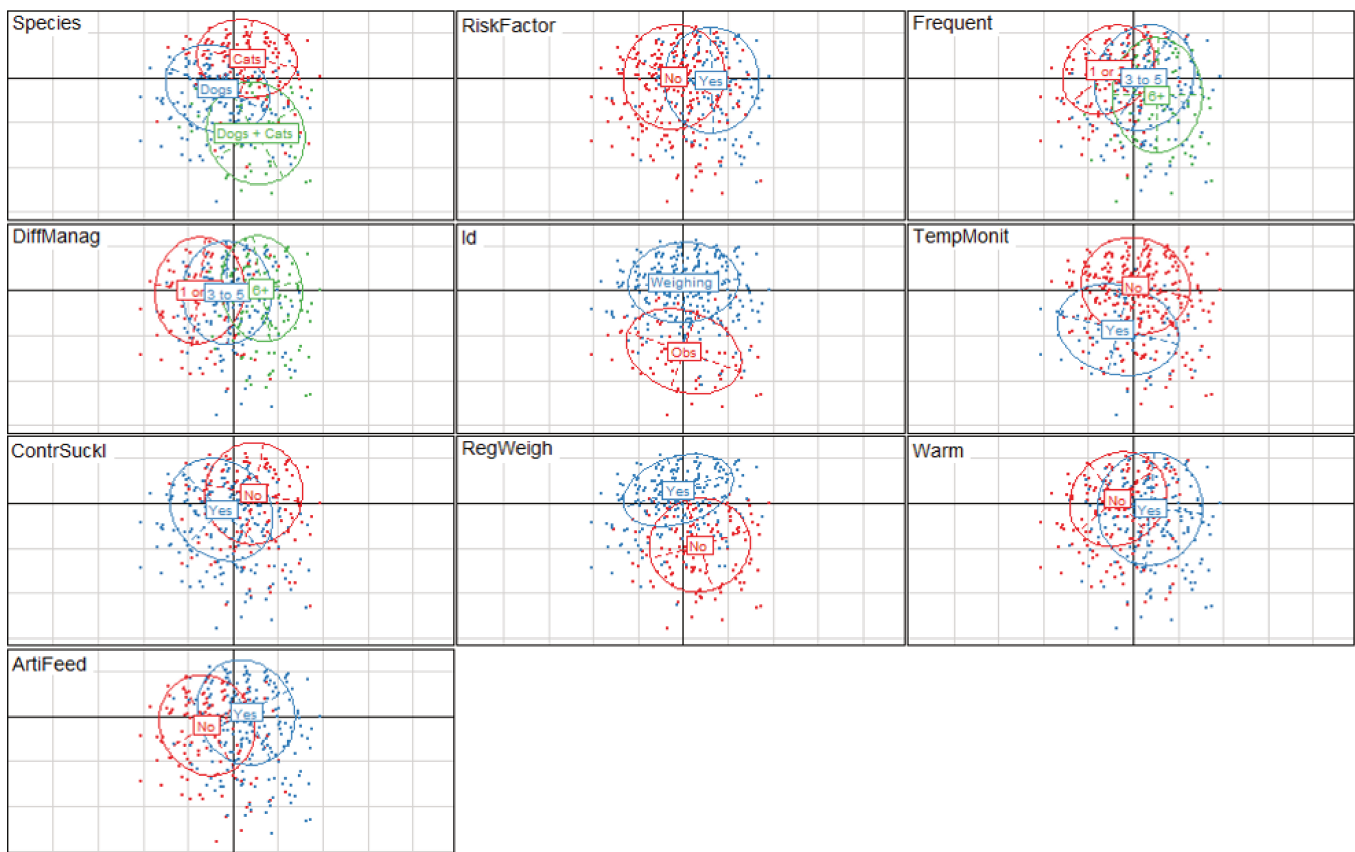 Species
Cats
Dogs
Dogs + Cats
RiskFactor
No
Yes
Frequent
1 or
3 to 5
6+
DiffManag
1 or
3 to 5
6+
Id
Weighing
Obs
TempMonit
No
Yes
ContrSuckl
No
Yes
RegWeigh
Yes
No
Warm
No
Yes
ArtiFeed
Yes
No